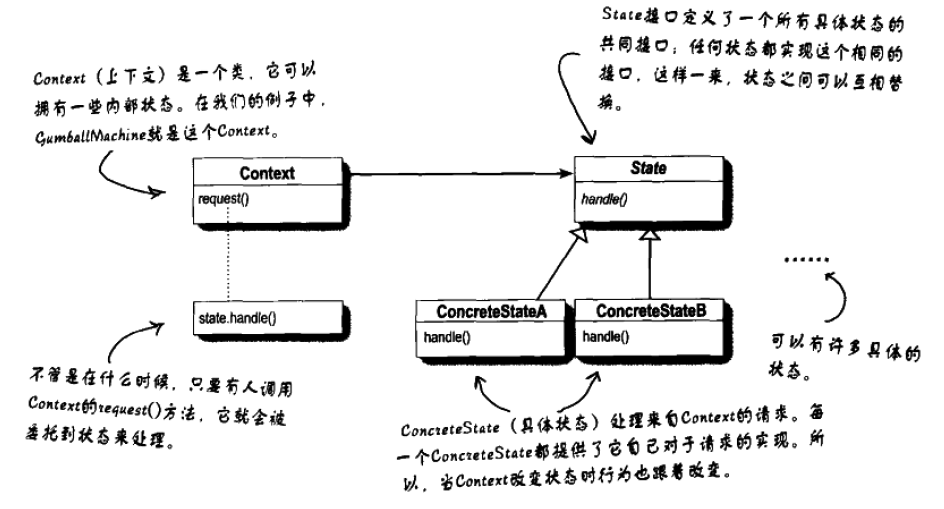 State接口定义了一个所有具体状态的
共同接口；任何状态都实现这个相同的
接口，这样一来，状态之间可以互相替
换。
Context（上下文）是一个类，它可以
拥有一些内部状态。在我们的例子中，
GumballMachine就是这个Context。
Context
request()
State
handle()
state.handle()
ConcreteStateA
handle()
ConcreteStateB
handle()
......
可以有许多具体的
状态。
不管是在什么时候，只要有人调用
Context的request()方法，它就会被
委托到状态来处理。
ConcreteState（具体状态）处理来自Context的请求。每
一个ConcreteState都提供了它自己对于请求的实现。所
以，当Context改变状态时行为也跟着改变。